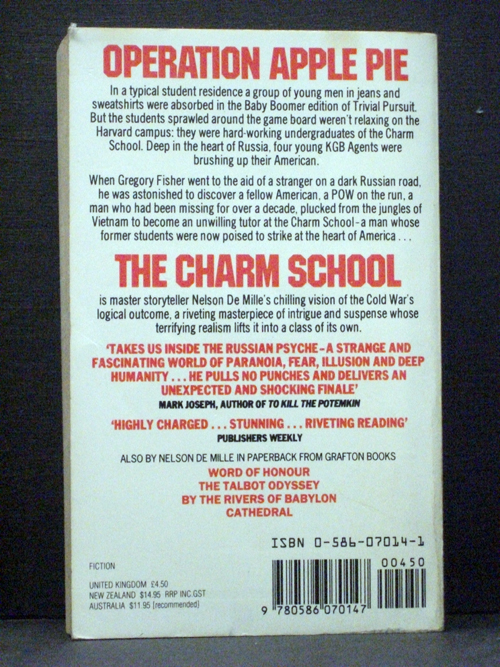 OPERATION APPLE PIE
In a typical student residence a group of young men in jeans and
sweatshirts were absorbed in the Baby Boomer edition of Trivial Pursuit.
But the students sprawled around the game board weren't relaxing on the
Harvard campus: they were hard-working undergraduates of the Charm
School. Deep in the heart of Russia, four young KGB Agents were
brushing up their American.
When Gregory Fisher went to the aid of a stranger on a dark Russian road,
he was astonished to discover a fellow American, a POW on the run, a
man who had been missing for over a decade, plucked from the jungles of
Vietnam to become an unwilling tutor at the Charm School-a man whose
former students were now poised to strike at the heart of America...
THE CHARM SCHOOL
is master storyteller Nelson De Mille's chilling vision of the Cold War's
logical outcome, a riveting masterpiece of intrigue and suspense whose
terrifying realism lifts it into a class of its own.
'TAKES US INSIDE THE RUSSIAN PSYCHE-A STRANGE AND
FASCINATING WORLD OF PARANOIA, FEAR, ILLUSION AND DEEP
HUMANITY...HE PULLS NO PUNCHES AND DELIVERS AN
UNEXPECTED AND SHOCKING FINALE'
MARK JOSEPH, AUTHOR OF TO KILL THE POTEMKIN
'HIGHLY CHARGED...STUNNING...RIVETING READING'
PUBLISHERS WEEKLY
ALSO BY NELSON DE MILLE IN PAPERBACK FROM GRAFTON BOOKS
WORD OF HONOUR
THE TALBOT ODYSSEY
BY THE RIVERS OF BABYLON
CATHEDRAL
ISBN 0-586-07014-1
00450
FICTION
UNITED KINGDOM £4.50
NEW ZEALAND $14.95 RRP INC.GST
AUSTRALIA $11.95 (recommended)
9 780586 070147